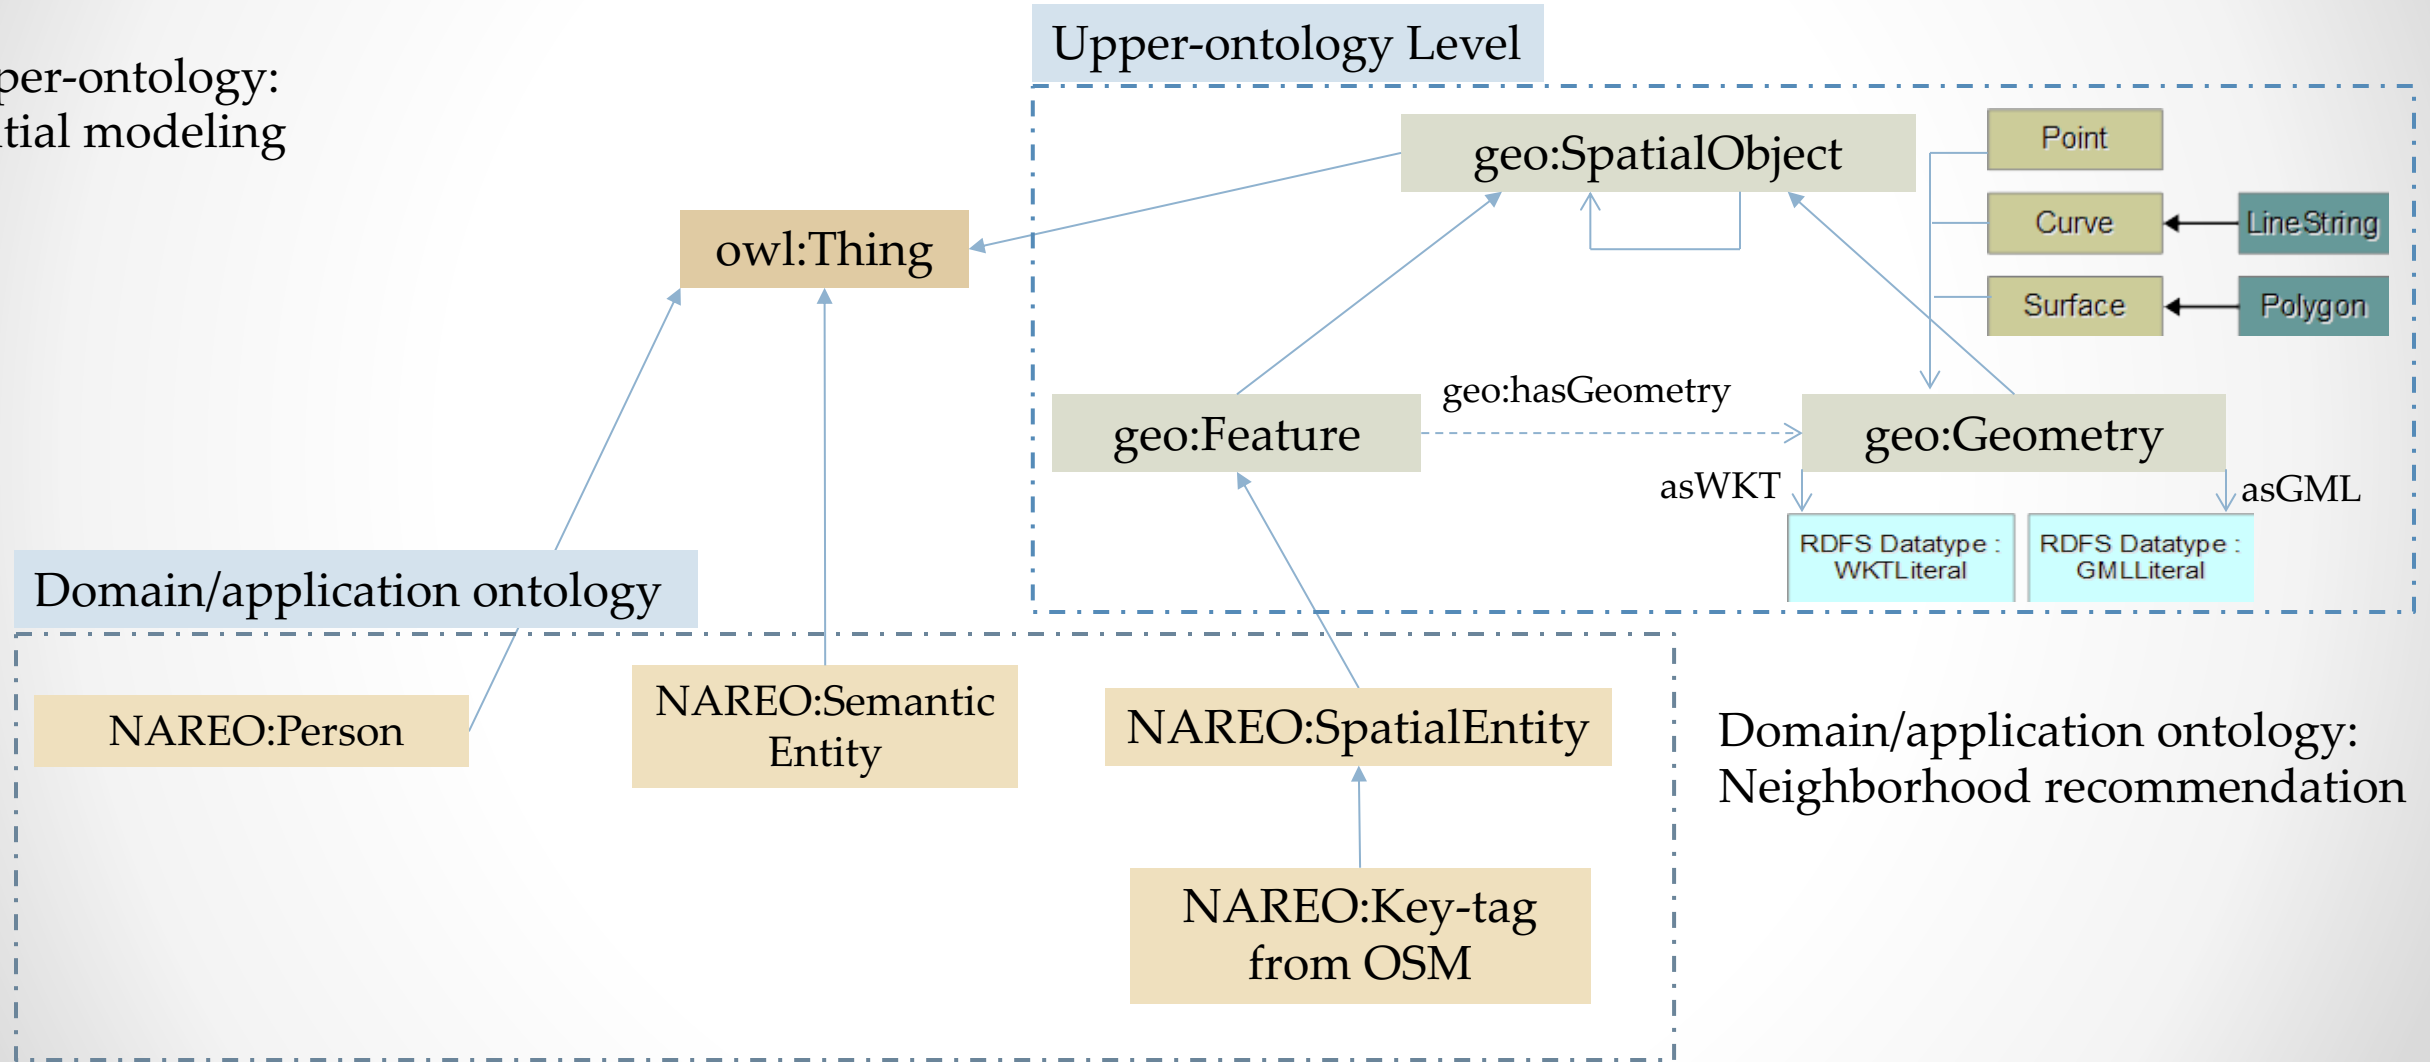 Upper-ontology Level
per-ontology:
tial modeling
geo:SpatialObject
Point
Curve
LineString
owl:Thing
Surface
Polygon
geo:hasGeometry
geo:Feature
geo:Geometry
asWKT
asGML
RDFS Datatype :
WKTLiteral
RDFS Datatype :
GMLLiteral
Domain/application ontology
NAREO:Person
NAREO:Semantic
Entity
NAREO:SpatialEntity
Domain/application ontology:
Neighborhood recommendation
NAREO:Key-tag
from OSM